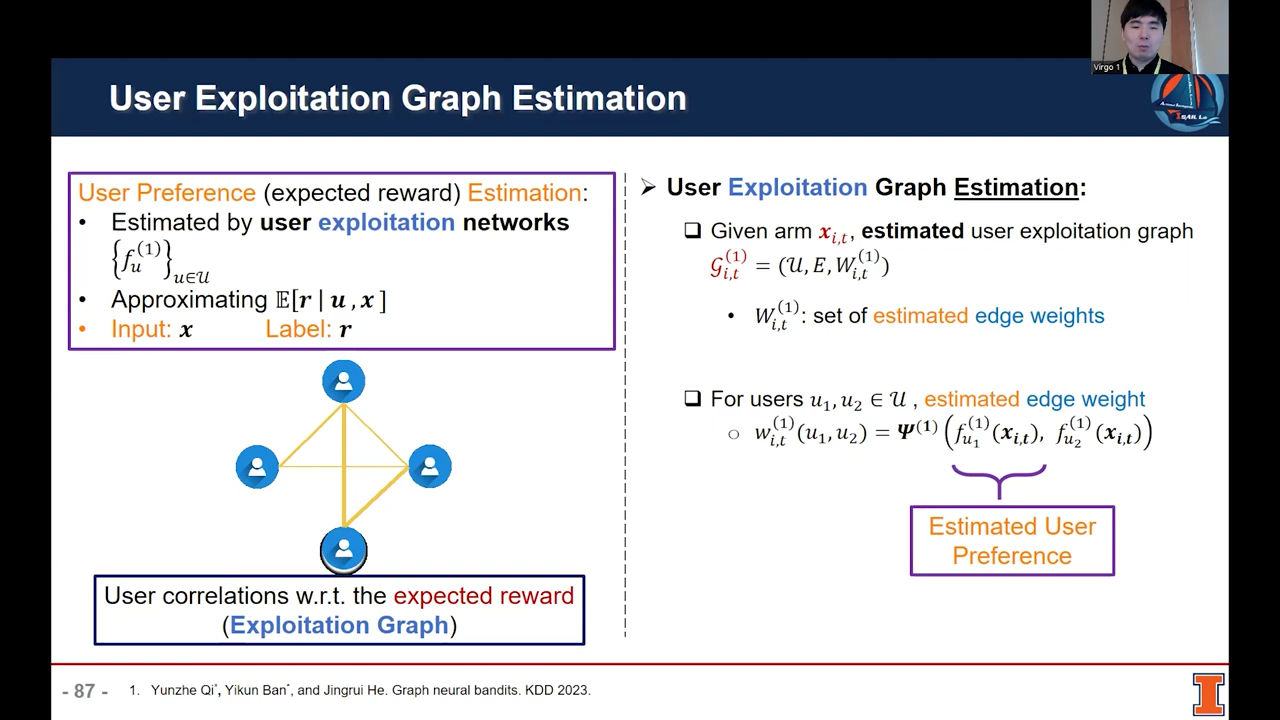 Virgo 1
User Exploitation Graph Estimation
User Preference (expected reward) Estimation:
• Estimated by user exploitation networks
{f_u^{(1)}}_{u∈𝒰}
• Approximating 𝔼[r | u , x ]
• Input: x Label: r
User correlations w.r.t. the expected reward
(Exploitation Graph)
➢ User Exploitation Graph Estimation:
❑ Given arm x_{i,t}, estimated user exploitation graph
𝒢_{i,t}^{(1)} = (𝒰, E, W_{i,t}^{(1)})
• W_{i,t}^{(1)}: set of estimated edge weights
❑ For users u_1, u_2 ∈ 𝒰 , estimated edge weight
○ w_{i,t}^{(1)}(u_1, u_2) = Ψ^{(1)} (f_{u_1}^{(1)}(x_{i,t}), f_{u_2}^{(1)}(x_{i,t}))
Estimated User
Preference
- 87 -
1. Yunzhe Qi*, Yikun Ban*, and Jingrui He. Graph neural bandits. KDD 2023.